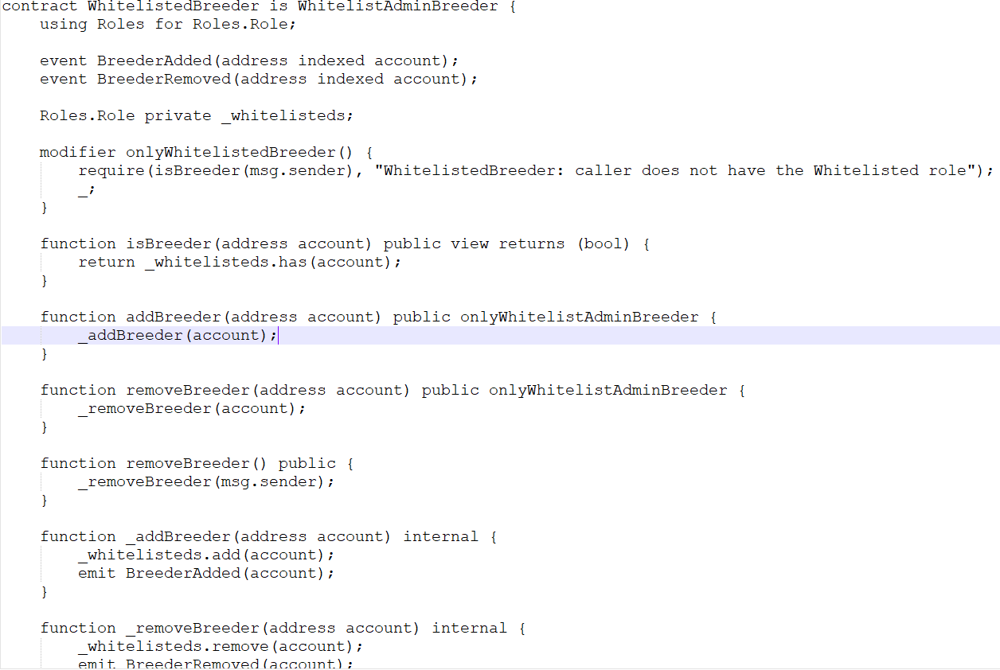 contract WhitelistedBreeder is WhitelistAdminBreeder {
using Roles for Roles.Role;
event BreederAdded(address indexed account);
event BreederRemoved(address indexed account);
Roles.Role private _whitelisteds;
modifier onlyWhitelistedBreeder() {
require(isBreeder(msg.sender), "WhitelistedBreeder: caller does not have the Whitelisted role");
_;
}
function isBreeder(address account) public view returns (bool) {
return _whitelisteds.has(account);
}
function addBreeder(address account) public onlyWhitelistAdminBreeder {
_addBreeder(account);
}
function removeBreeder(address account) public onlyWhitelistAdminBreeder {
_removeBreeder(account);
}
function removeBreeder() public {
_removeBreeder(msg.sender);
}
function _addBreeder(address account) internal {
_whitelisteds.add(account);
emit BreederAdded(account);
}
function _removeBreeder(address account) internal {
_whitelisteds.remove(account);
emit BreederRemoved(account);